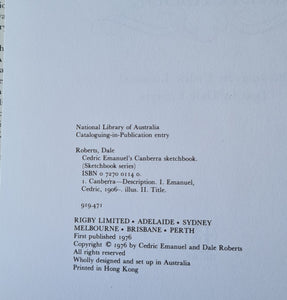 National Library of Australia
Cataloguing-in-Publication entry
Roberts, Dale
Cedric Emanuel's Canberra sketchbook.
(Sketchbook series)
ISBN 0 7270 0114 0.
1. Canberra—Description. I. Emanuel,
Cedric, 1906-. illus. II. Title.
919.471
RIGBY LIMITED • ADELAIDE • SYDNEY
MELBOURNE • BRISBANE • PERTH
First published 1976
Copyright © 1976 by Cedric Emanuel and Dale Roberts
All rights reserved
Wholly designed and set up in Australia
Printed in Hong Kong